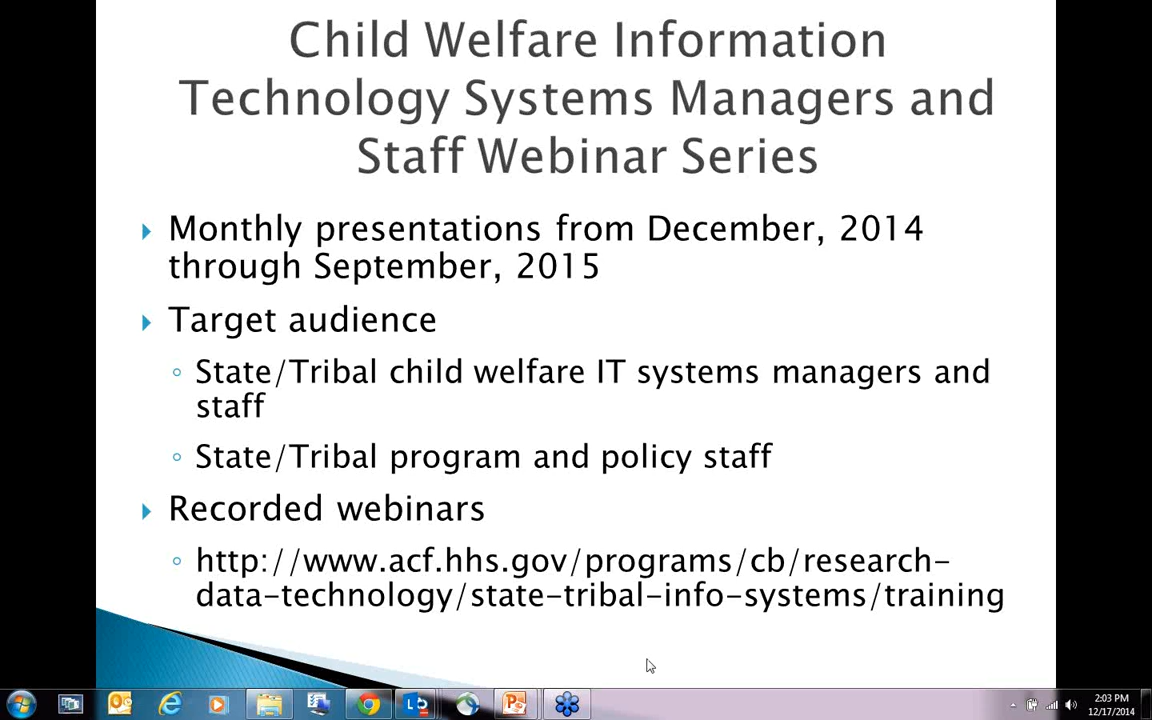 Child Welfare Information
Technology Systems Managers and
Staff Webinar Series
Monthly presentations from December, 2014
through September, 2015
Target audience
State/Tribal child welfare IT systems managers and
staff
State/Tribal program and policy staff
Recorded webinars
http://www.acf.hhs.gov/programs/cb/research-
data-technology/state-tribal-info-systems/training
2:03 PM
12/17/2014